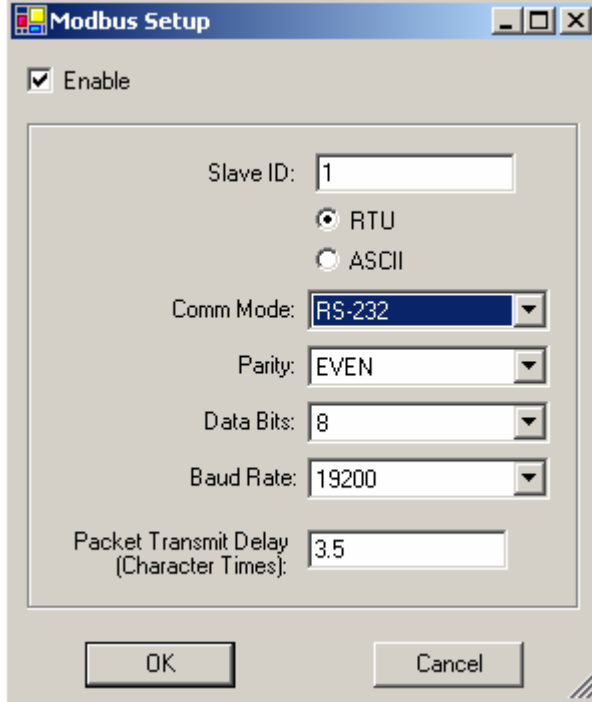 Modbus Setup
Enable
Slave ID: 1
RTU
ASCII
Comm Mode: RS-232
Parity: EVEN
Data Bits: 8
Baud Rate: 19200
Packet Transmit Delay
(Character Times): 3.5
OK Cancel